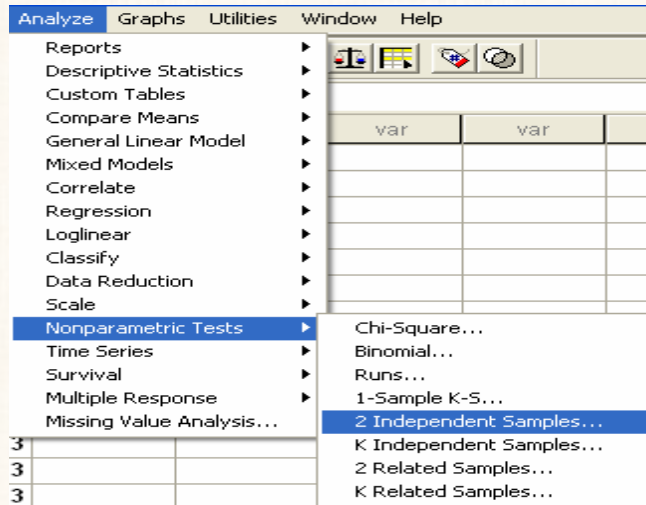 Analyze Graphs Utilities Window Help
Reports
Descriptive Statistics
Custom Tables
Compare Means
General Linear Model
Mixed Models
Correlate
Regression
Loglinear
Classify
Data Reduction
Scale
Nonparametric Tests
Time Series
Survival
Multiple Response
Missing Value Analysis...
var var
Chi-Square...
Binomial...
Runs...
1-Sample K-S...
2 Independent Samples...
K Independent Samples...
2 Related Samples...
K Related Samples...
3
3
3